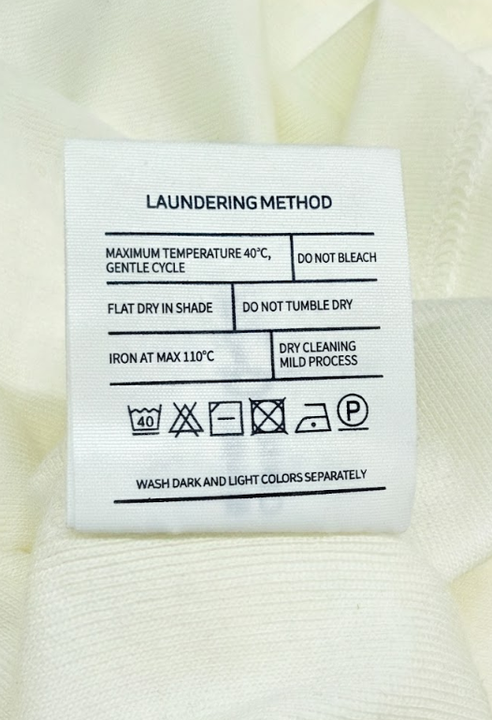 LAUNDERING METHOD
MAXIMUM TEMPERATURE 40°C,
GENTLE CYCLE
DO NOT BLEACH
FLAT DRY IN SHADE
DO NOT TUMBLE DRY
IRON AT MAX 110°C
DRY CLEANING
MILD PROCESS
40 P
WASH DARK AND LIGHT COLORS SEPARATELY